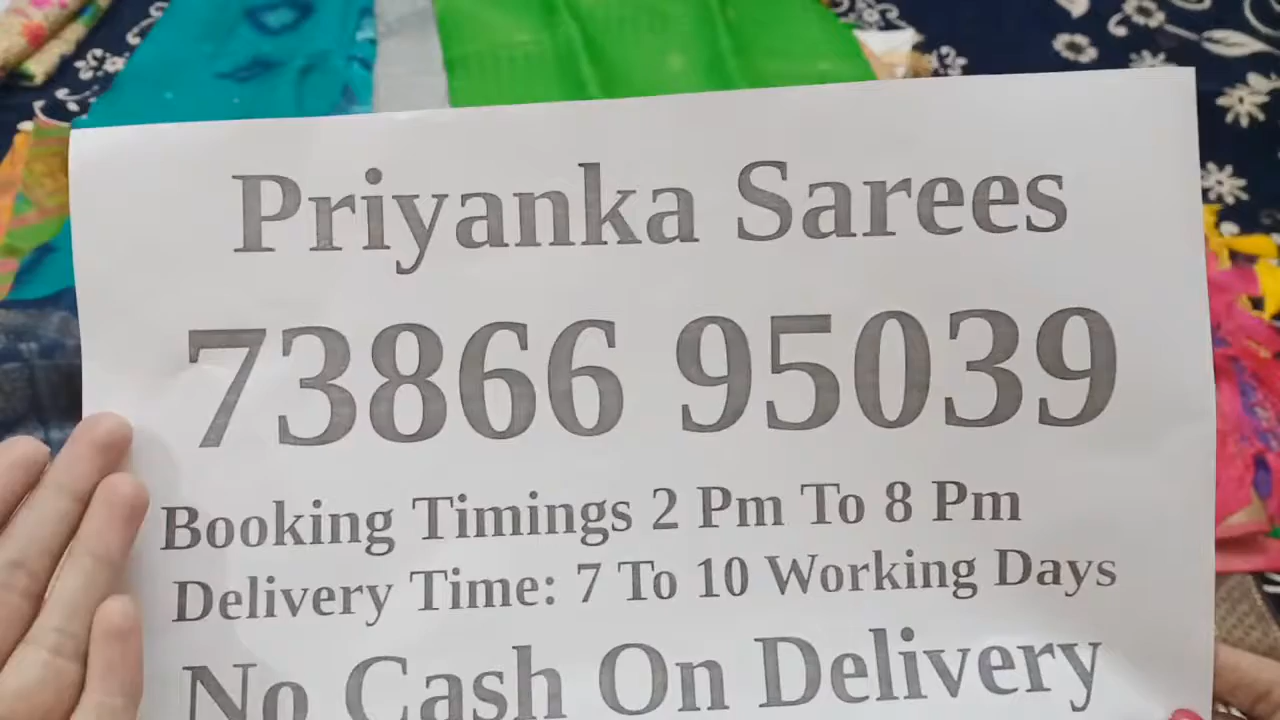 Priyanka Sarees
73866 95039
Booking Timings 2 Pm To 8 Pm
Delivery Time: 7 To 10 Working Days
No Cash On Delivery